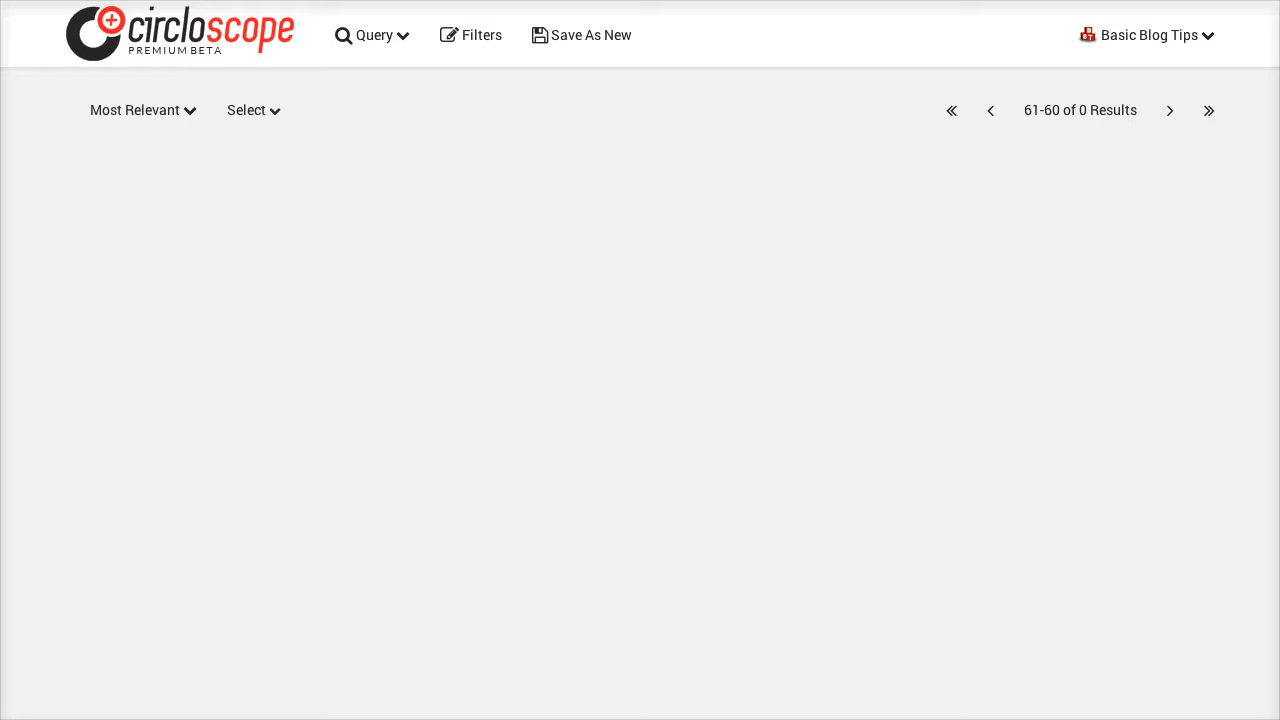 circloscope
PREMIUM BETA
Query
Filters
Save As New
Basic Blog Tips
Most Relevant
Select
61-60 of 0 Results